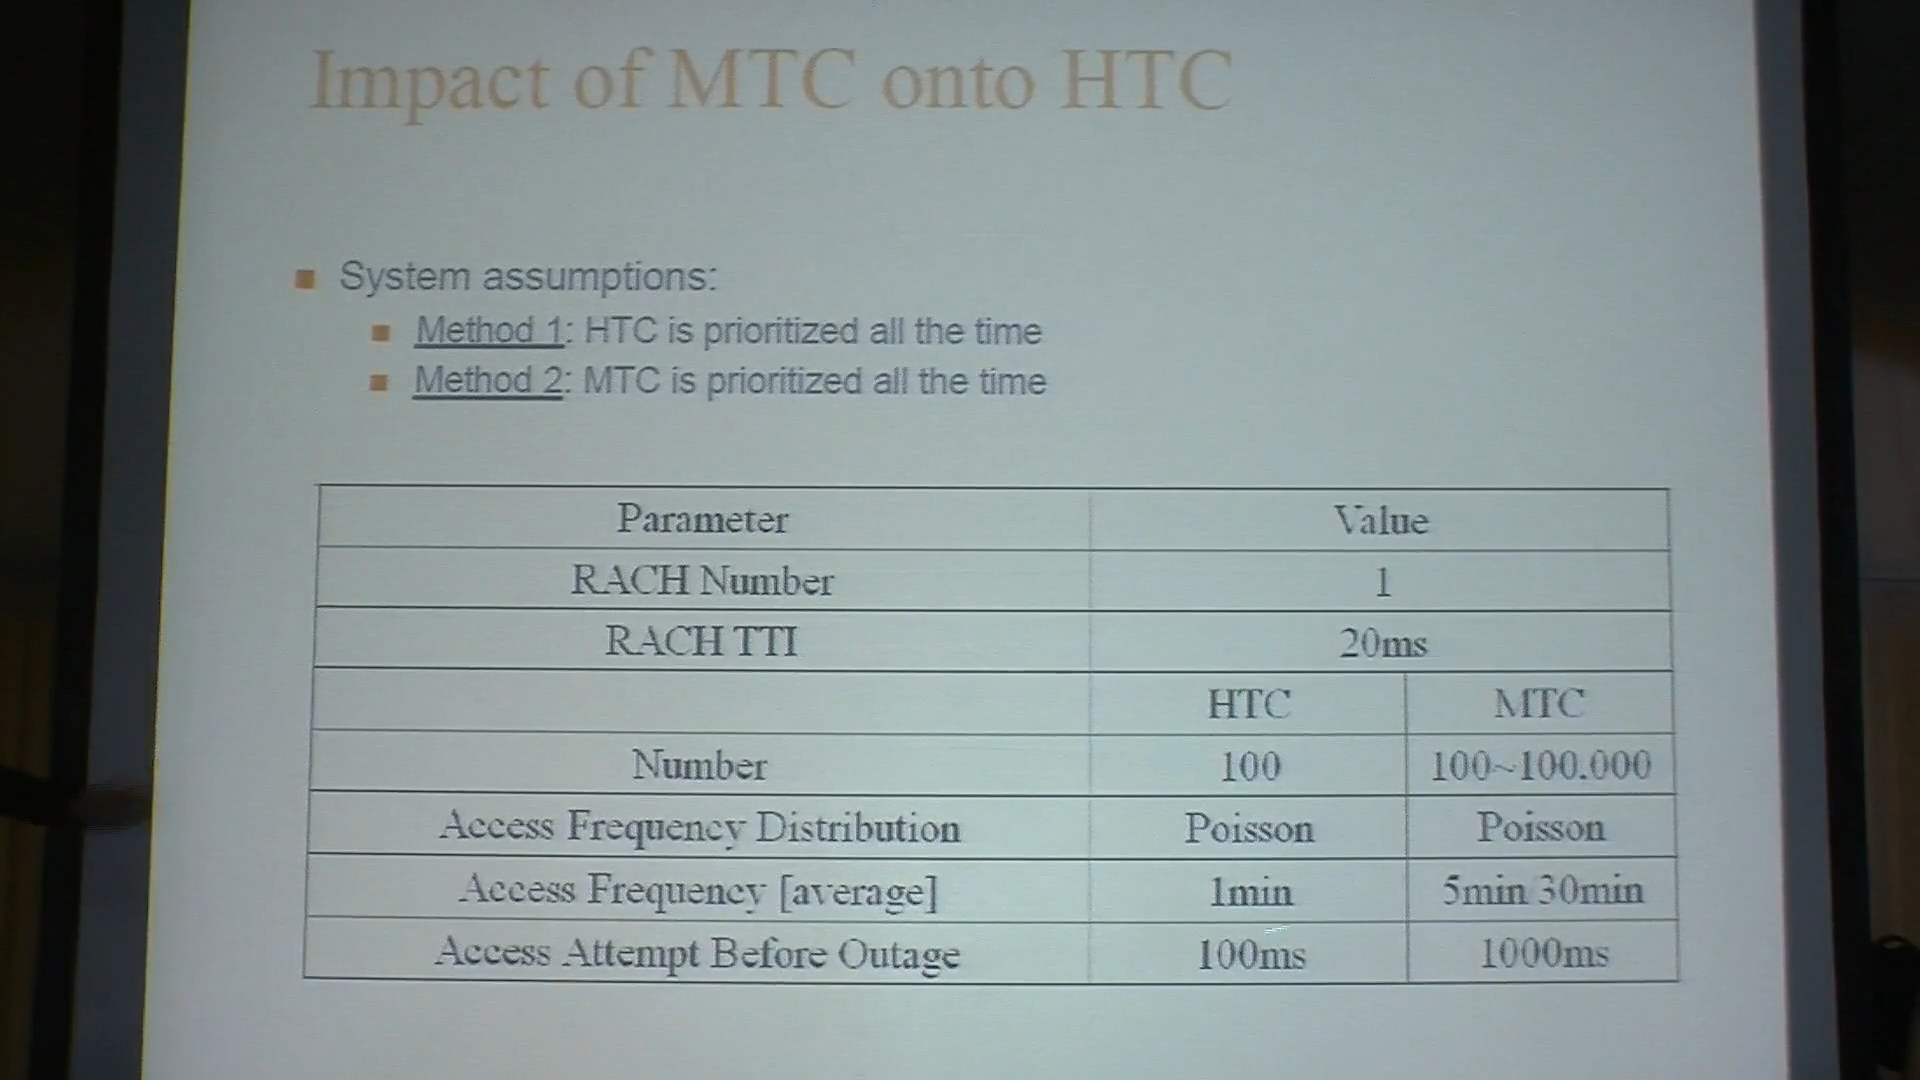 Impact of MTC onto HTC
System assumptions:
Method 1: HTC is prioritized all the time
Method 2: MTC is prioritized all the time
Parameter Value
RACH Number 1
RACH TTI 20ms
HTC MTC
Number 100 100~100.000
Access Frequency Distribution Poisson Poisson
Access Frequency [average] 1min 5min 30min
Access Attempt Before Outage 100ms 1000ms